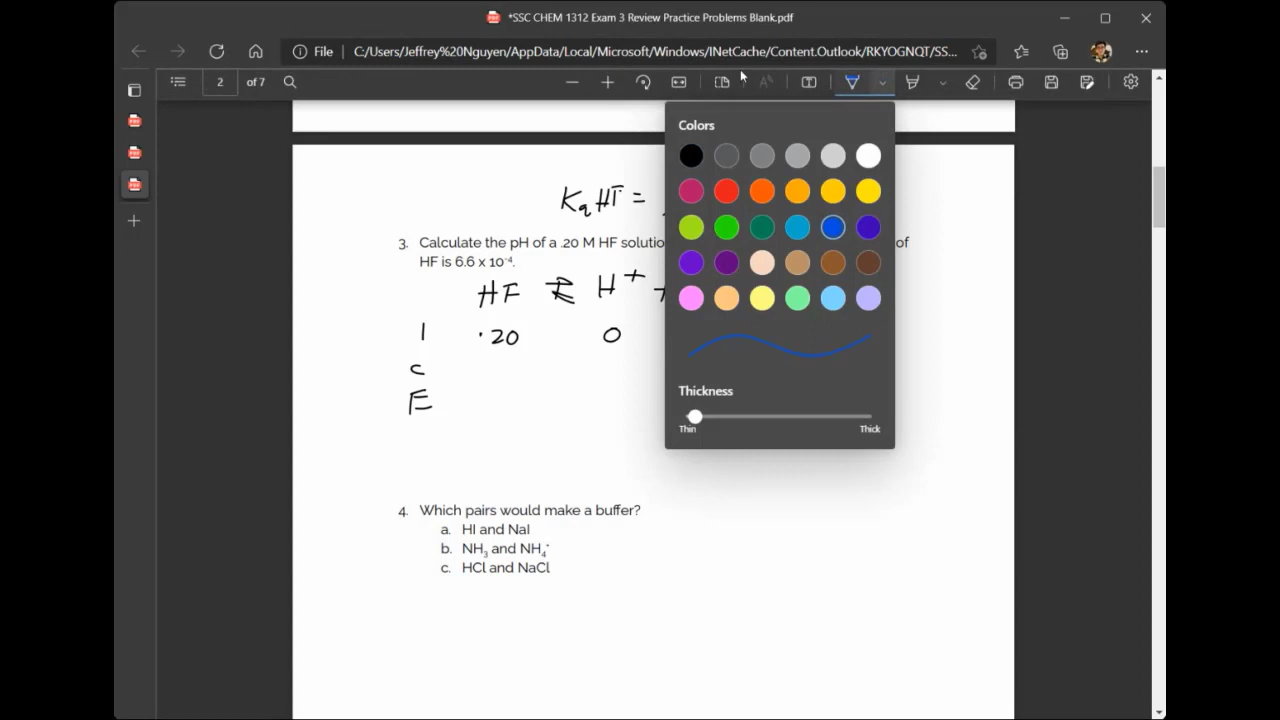 *SSC CHEM 1312 Exam 3 Review Practice Problems Blank.pdf
File C:/Users/Jeffrey%20Nguyen/AppData/Local/Microsoft/Windows/INetCache/Content.Outlook/RKYOGNQT/SS...
2 of 7
Colors
Ka HF =
3. Calculate the pH of a .20 M HF solutio of
HF is 6.6 x 10⁻⁴.
HF ⇄ H⁺ +
I .20 0
C
E
Thickness
Thin Thick
4. Which pairs would make a buffer?
a. HI and NaI
b. NH₃ and NH₄⁺
c. HCl and NaCl